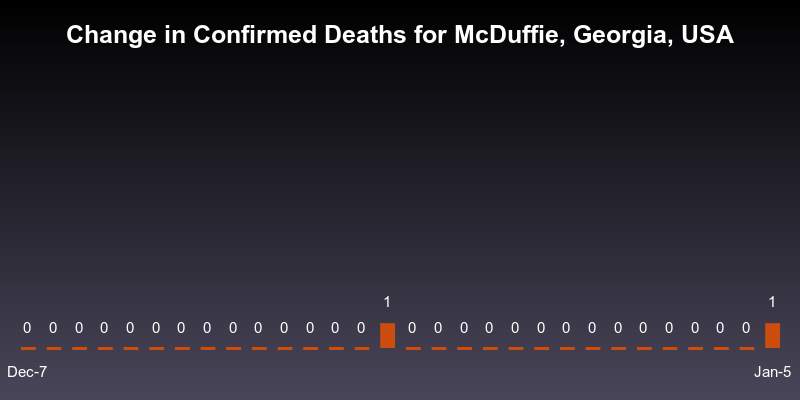 Change in Confirmed Deaths for McDuffie, Georgia, USA
1 1
0 0 0 0 0 0 0 0 0 0 0 0 0 0 0 0 0 0 0 0 0 0 0 0 0 0 0 0
Dec-7 Jan-5